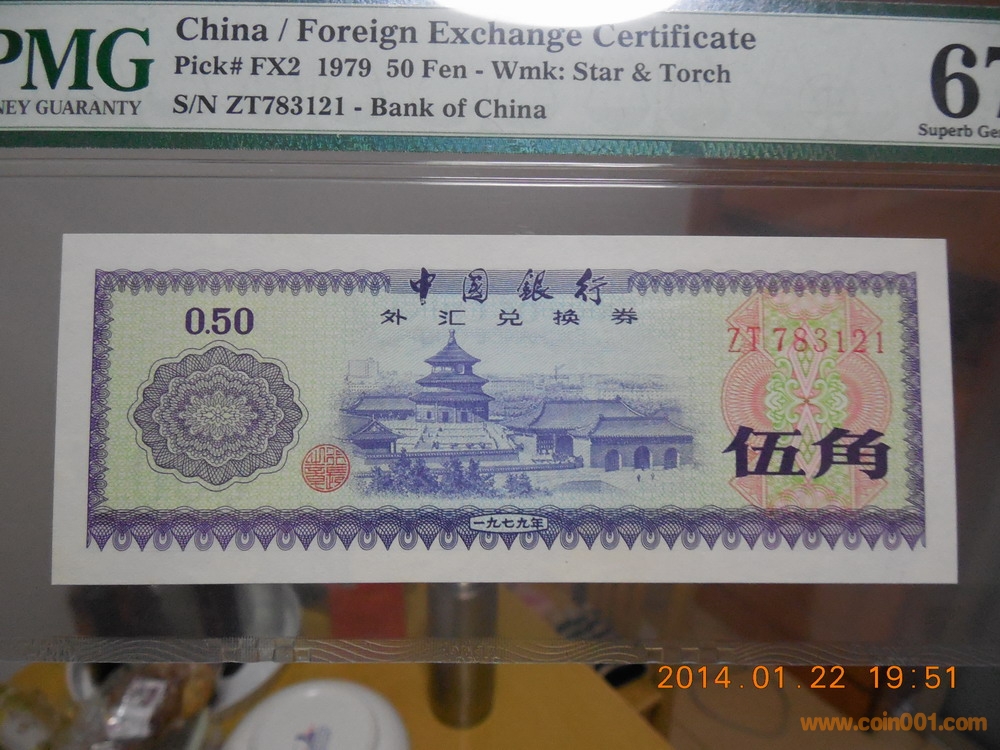 PMG
China / Foreign Exchange Certificate
Pick# FX2 1979 50 Fen - Wmk: Star & Torch
NEY GUARANTY
S/N ZT783121 - Bank of China
67
Superb Ge
中國銀行
外汇兑换券
0.50
ZT783121
伍角
一九七九年
2014.01.22 19:51
www.coin001.com